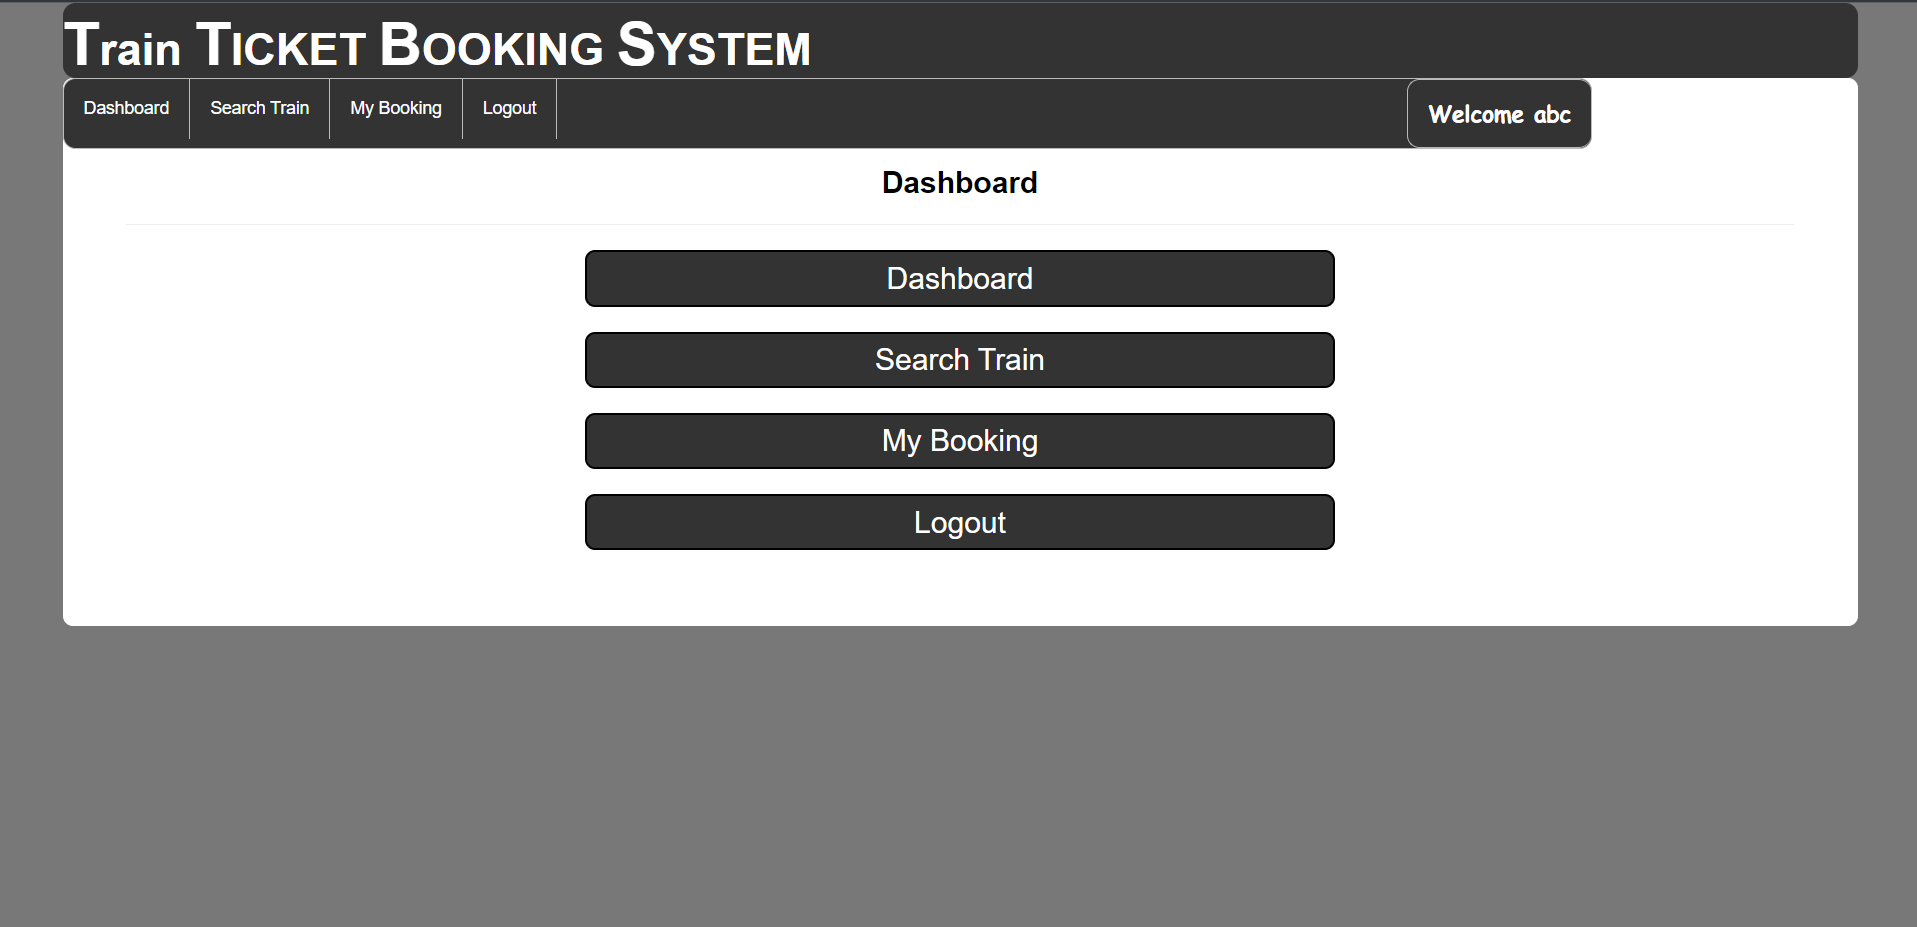 Train TICKET BOOKING SYSTEM
Dashboard Search Train My Booking Logout Welcome abc
Dashboard
Dashboard
Search Train
My Booking
Logout